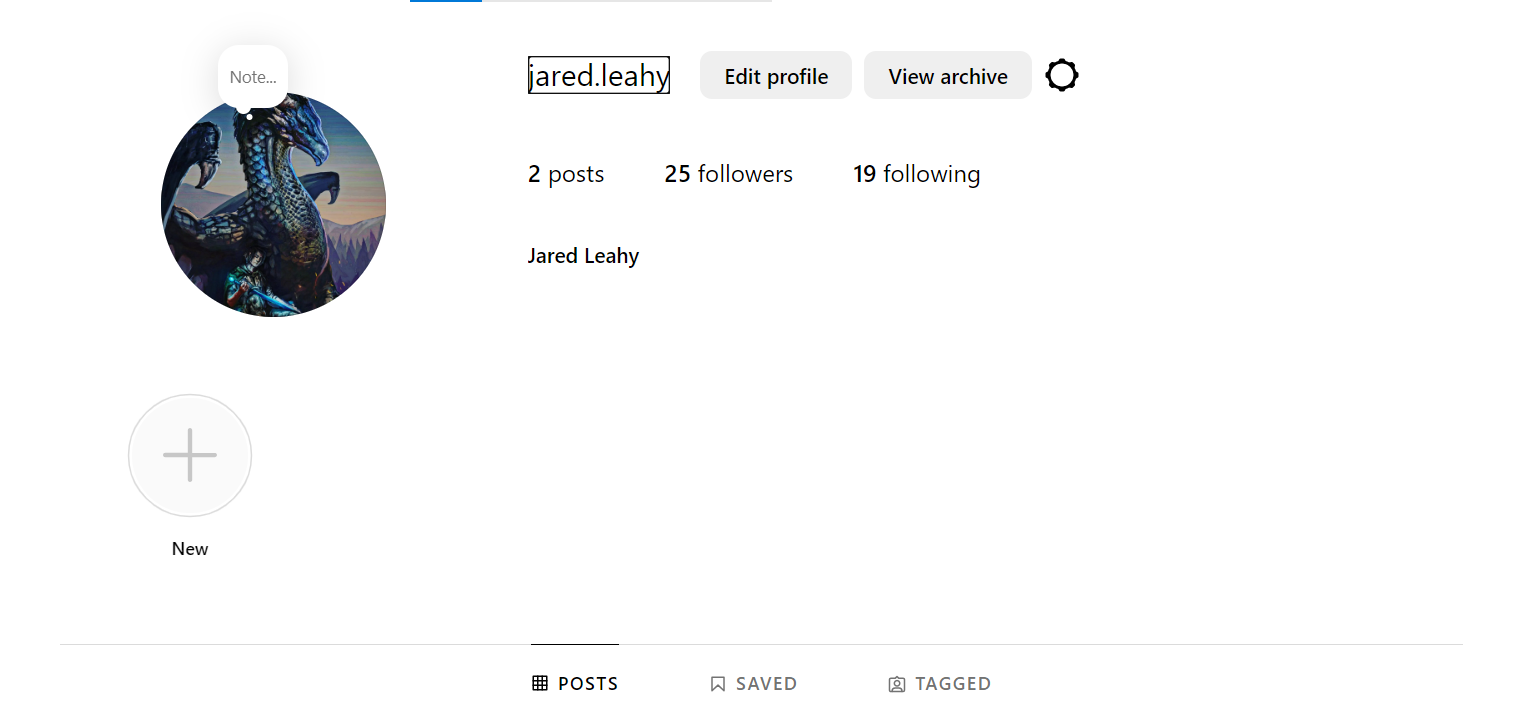 Note...
jared.leahy Edit profile View archive
2 posts 25 followers 19 following
Jared Leahy
New
POSTS SAVED TAGGED